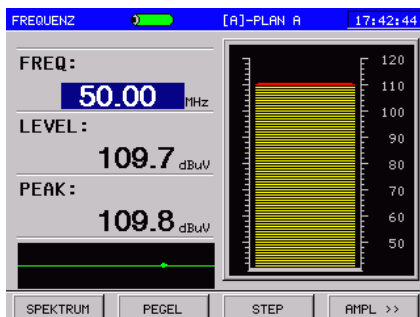 FREQUENZ [A]-PLAN A 17:42:44
FREQ:
50.00 MHz
LEVEL:
109.7 dBuV
PEAK:
109.8 dBuV
120
110
100
90
80
70
60
50
SPEKTRUM PEGEL STEP AMPL >>